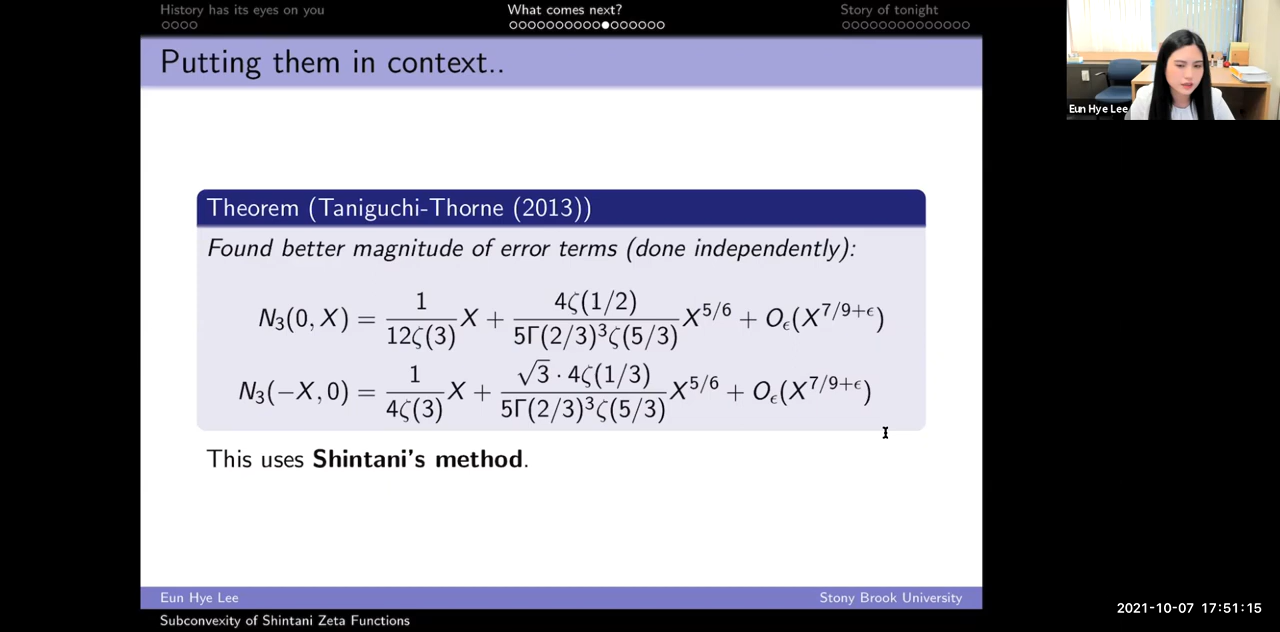 History has its eyes on you
What comes next?
Story of tonight
Eun Hye Lee
Putting them in context..
Theorem (Taniguchi-Thorne (2013))
Found better magnitude of error terms (done independently):
N₃(0, X) = 1/(12ζ(3)) X + 4ζ(1/2)/(5Γ(2/3)³ζ(5/3)) X^{5/6} + O_ϵ(X^{7/9+ϵ})
N₃(−X, 0) = 1/(4ζ(3)) X + √3 · 4ζ(1/3)/(5Γ(2/3)³ζ(5/3)) X^{5/6} + O_ϵ(X^{7/9+ϵ})
This uses Shintani's method.
Eun Hye Lee
Stony Brook University
Subconvexity of Shintani Zeta Functions
2021-10-07 17:51:15